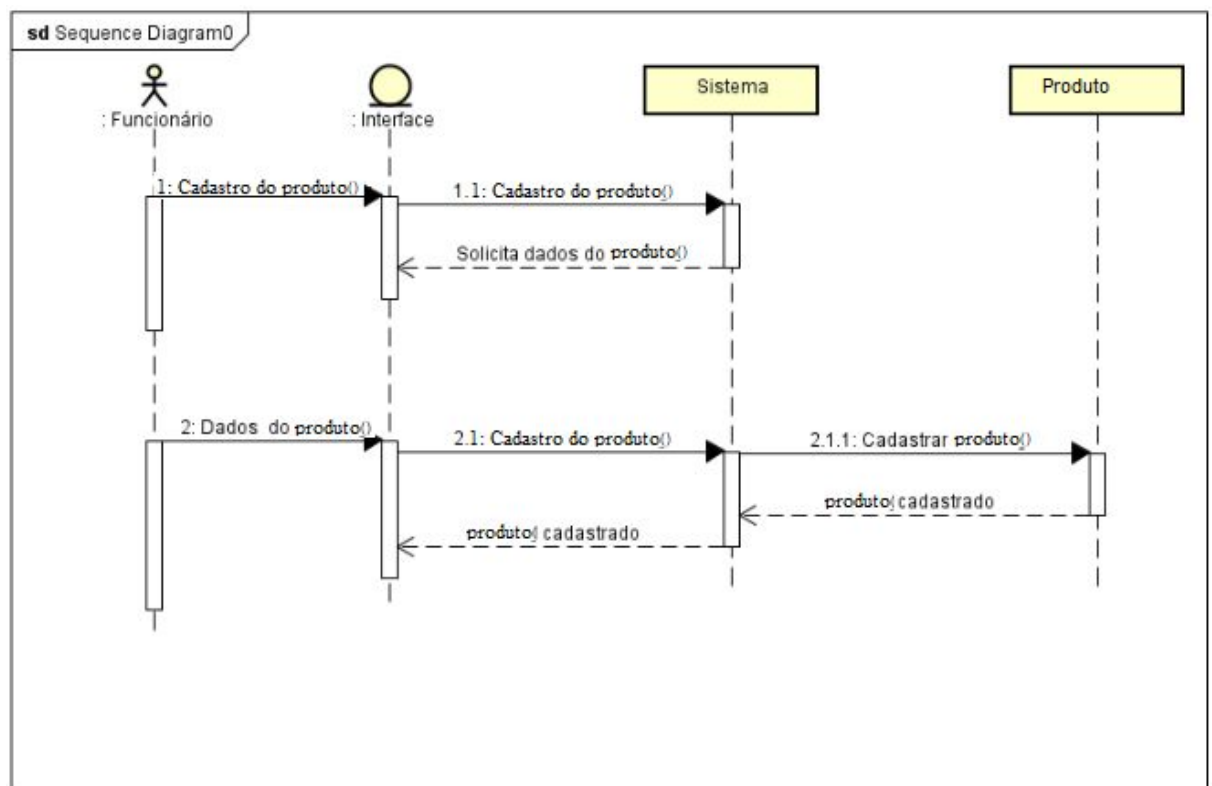 sd Sequence Diagram0
: Funcionário
: Interface
Sistema
Produto
1: Cadastro do produto()
1.1: Cadastro do produto()
Solicita dados do produto()
2: Dados do produto()
2.1: Cadastro do produto()
2.1.1: Cadastrar produto()
produto( cadastrado
produto( cadastrado